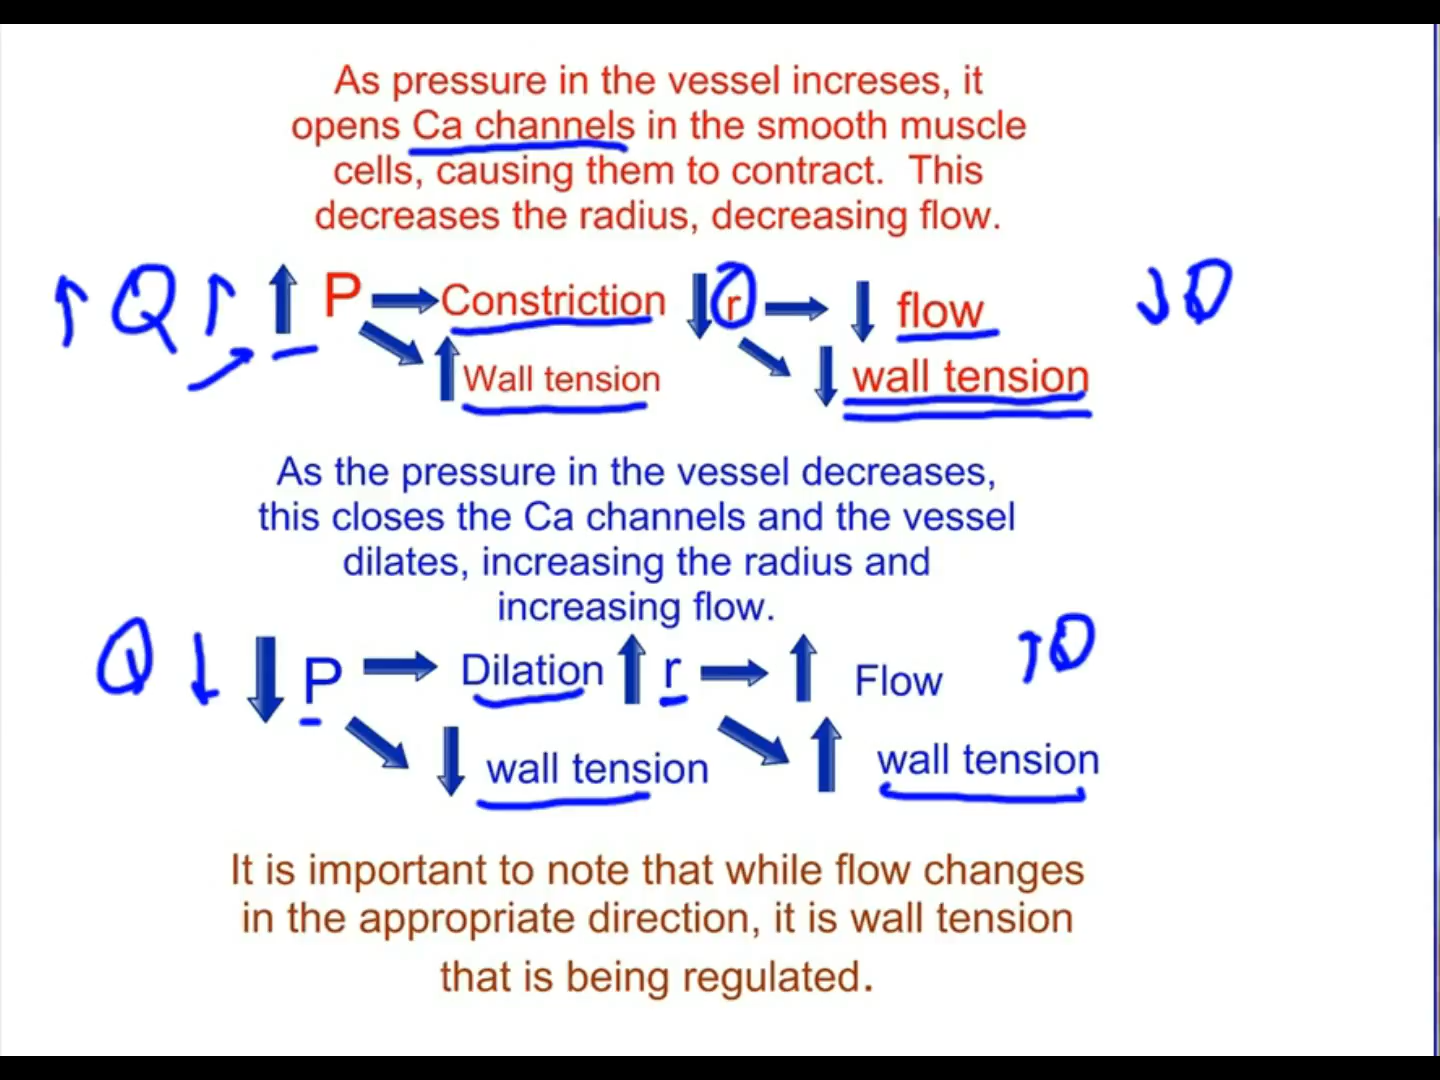 As pressure in the vessel increses, it
opens Ca channels in the smooth muscle
cells, causing them to contract. This
decreases the radius, decreasing flow.
↑ Q ↑ ↑ P → Constriction ↓ r → ↓ flow
↑ Wall tension ↓ wall tension
As the pressure in the vessel decreases,
this closes the Ca channels and the vessel
dilates, increasing the radius and
increasing flow.
Q ↓ ↓ P → Dilation ↑ r → ↑ Flow
↓ wall tension ↑ wall tension
It is important to note that while flow changes
in the appropriate direction, it is wall tension
that is being regulated.